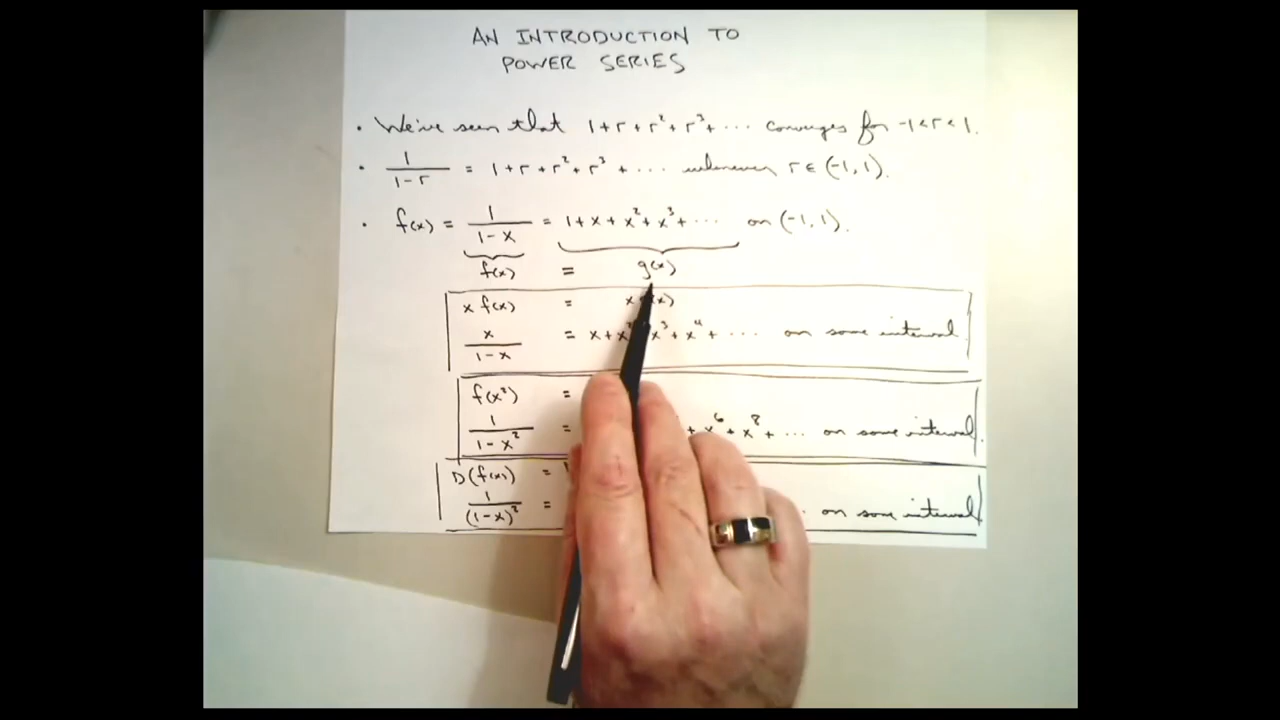 AN INTRODUCTION TO
POWER SERIES
• We've seen that 1 + r + r² + r³ + ··· converges for -1 < r < 1.
• 1/(1-r) = 1 + r + r² + r³ + ··· whenever r ∈ (-1, 1).
• f(x) = 1/(1-x) = 1 + x + x² + x³ + ··· on (-1, 1).
f(x) = g(x)
x f(x) = x (x)
x/(1-x) = x + x² x³ + x⁴ + ··· on some interval
f(x²) =
1/(1-x²) = + x⁶ + x⁸ + ··· on some interval.
D(f(x)) =
1/(1-x)² = on some interval